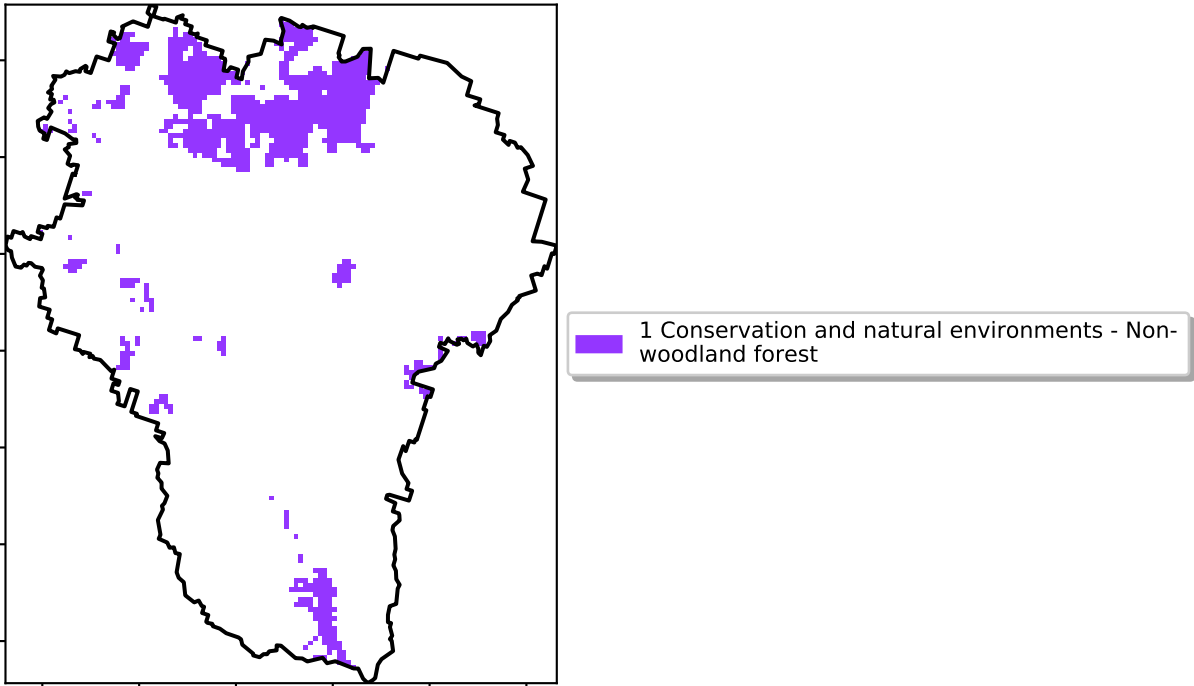 1 Conservation and natural environments - Non-
woodland forest